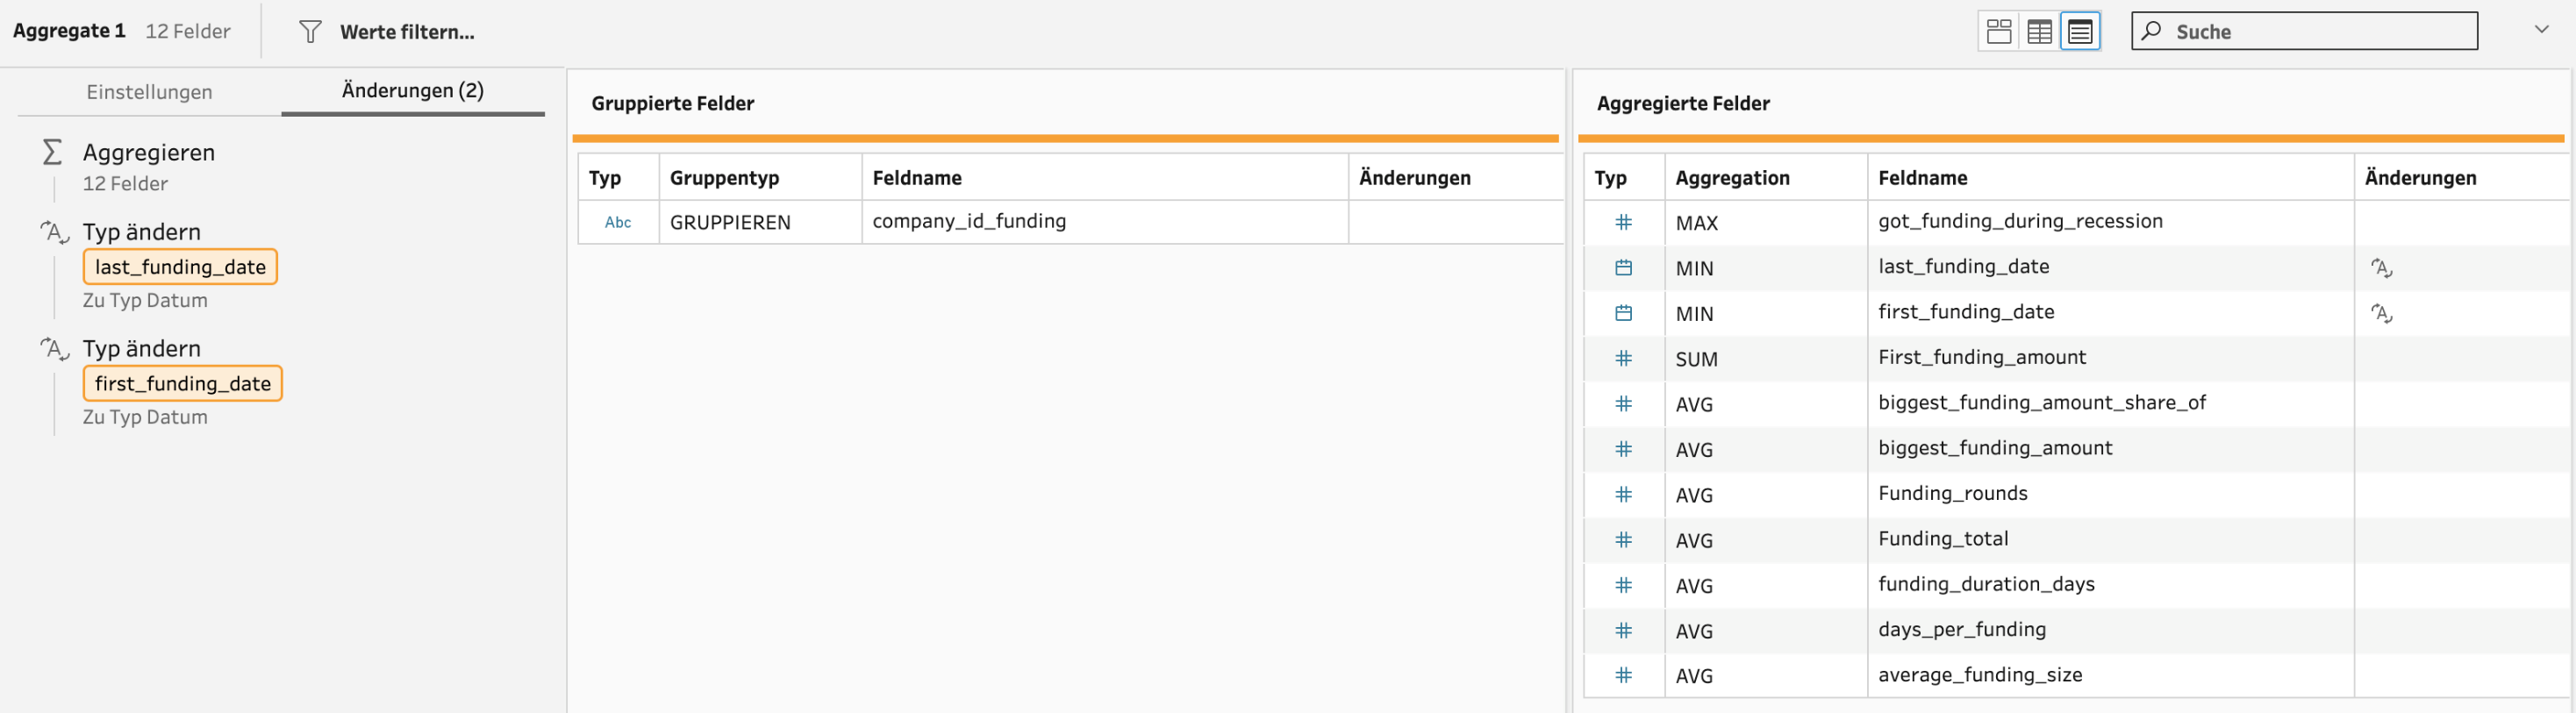 Aggregate 1 12 Felder Werte filtern... Suche
Einstellungen Änderungen (2)
Aggregieren
12 Felder
Typ ändern
last_funding_date
Zu Typ Datum
Typ ändern
first_funding_date
Zu Typ Datum
Gruppierte Felder
Typ Gruppentyp Feldname Änderungen
Abc GRUPPIEREN company_id_funding
Aggregierte Felder
Typ Aggregation Feldname Änderungen
# MAX got_funding_during_recession
MIN last_funding_date
MIN first_funding_date
# SUM First_funding_amount
# AVG biggest_funding_amount_share_of
# AVG biggest_funding_amount
# AVG Funding_rounds
# AVG Funding_total
# AVG funding_duration_days
# AVG days_per_funding
# AVG average_funding_size